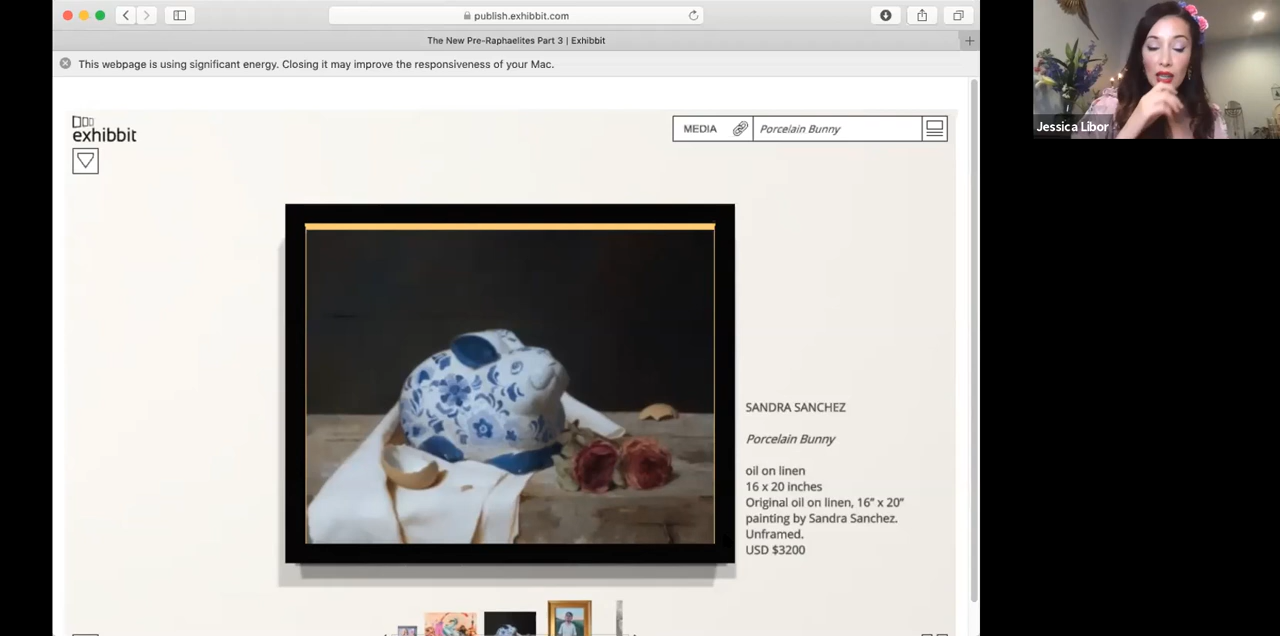 publish.exhibbit.com
The New Pre-Raphaelites Part 3 | Exhibbit
This webpage is using significant energy. Closing it may improve the responsiveness of your Mac.
exhibbit
MEDIA
Porcelain Bunny
Jessica Libor
SANDRA SANCHEZ
Porcelain Bunny
oil on linen
16 x 20 inches
Original oil on linen, 16" x 20"
painting by Sandra Sanchez.
Unframed.
USD $3200